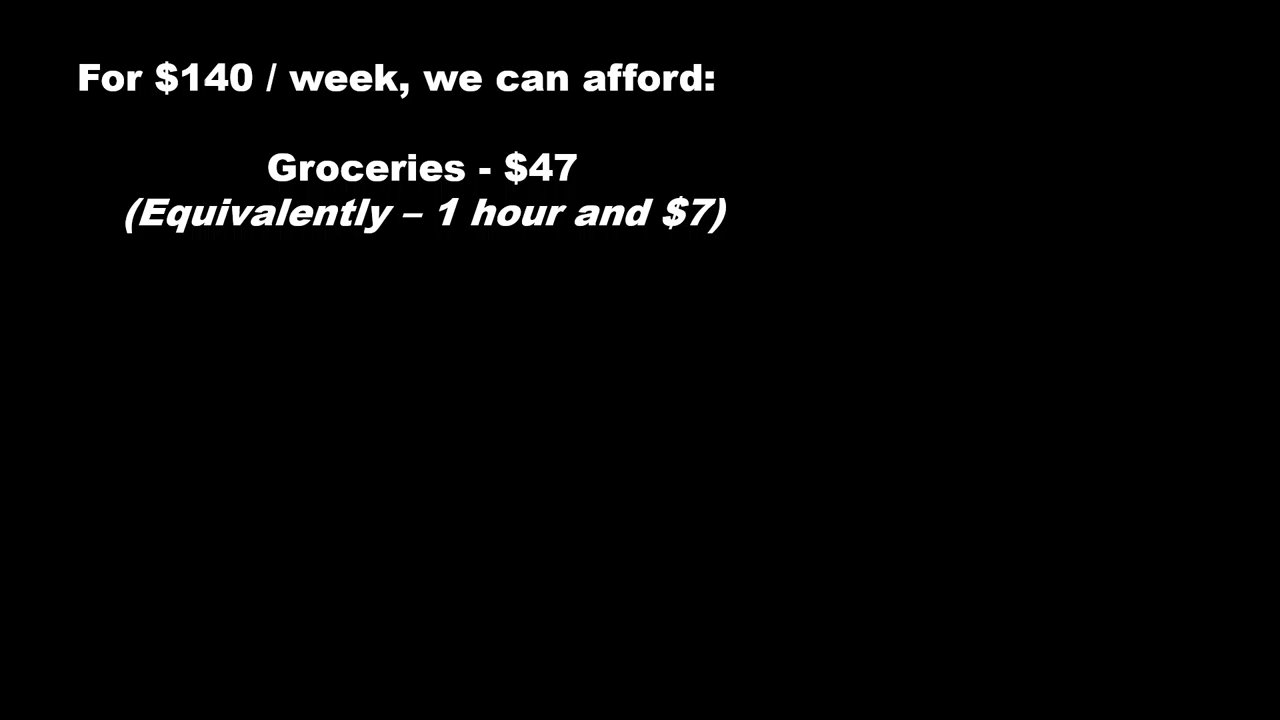 For $140 / week, we can afford:
Groceries - $47
(Equivalently – 1 hour and $7)